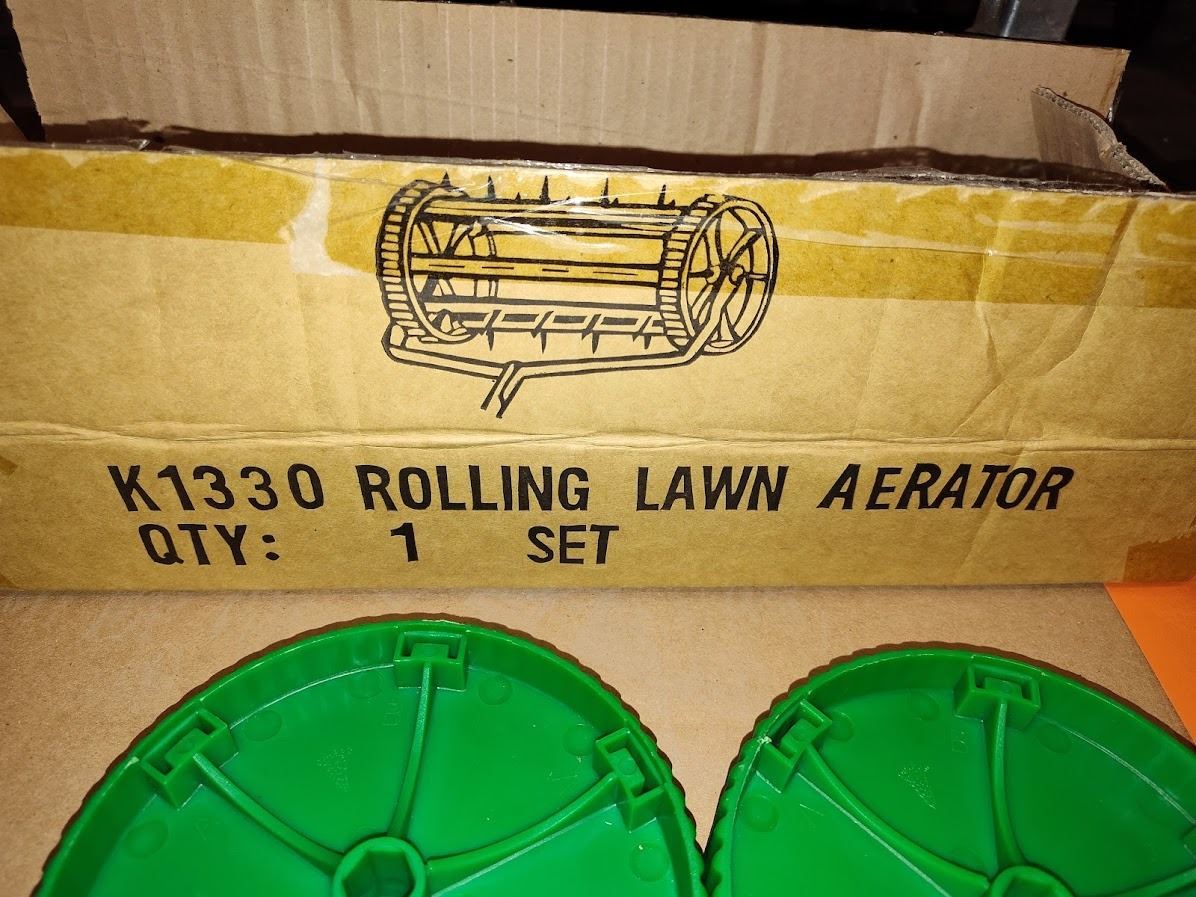 K1330 ROLLING LAWN AERATOR
QTY: 1 SET